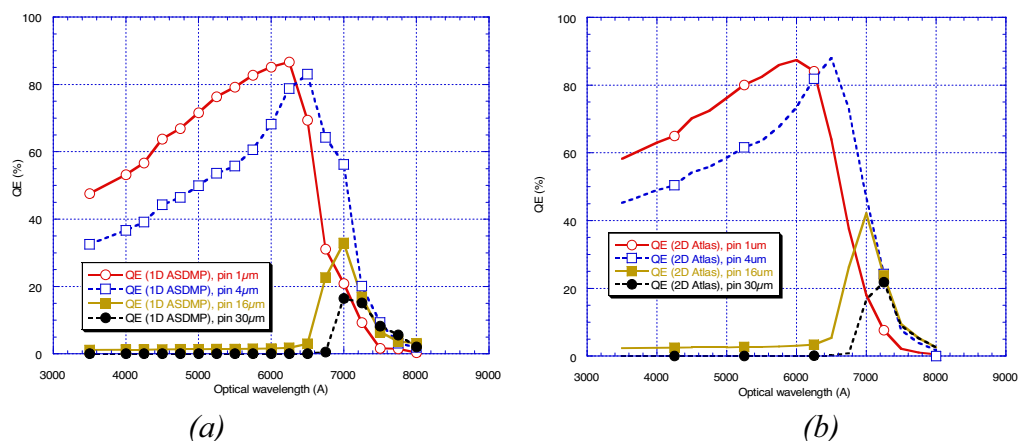 100
80
60
40
20
0
QE (%)
QE (1D ASDMP), pin 1µm
QE (1D ASDMP), pin 4µm
QE (1D ASDMP), pin 16µm
QE (1D ASDMP), pin 30µm
3000 4000 5000 6000 7000 8000 9000
Optical wavelength (A)
(a)
100
80
60
40
20
0
QE (%)
QE (2D Atlas), pin 1um
QE (2D Atlas), pin 4um
QE (2D Atlas), pin 16um
QE (2D Atlas), pin 30µm
3000 4000 5000 6000 7000 8000 9000
Optical wavelength (A)
(b)